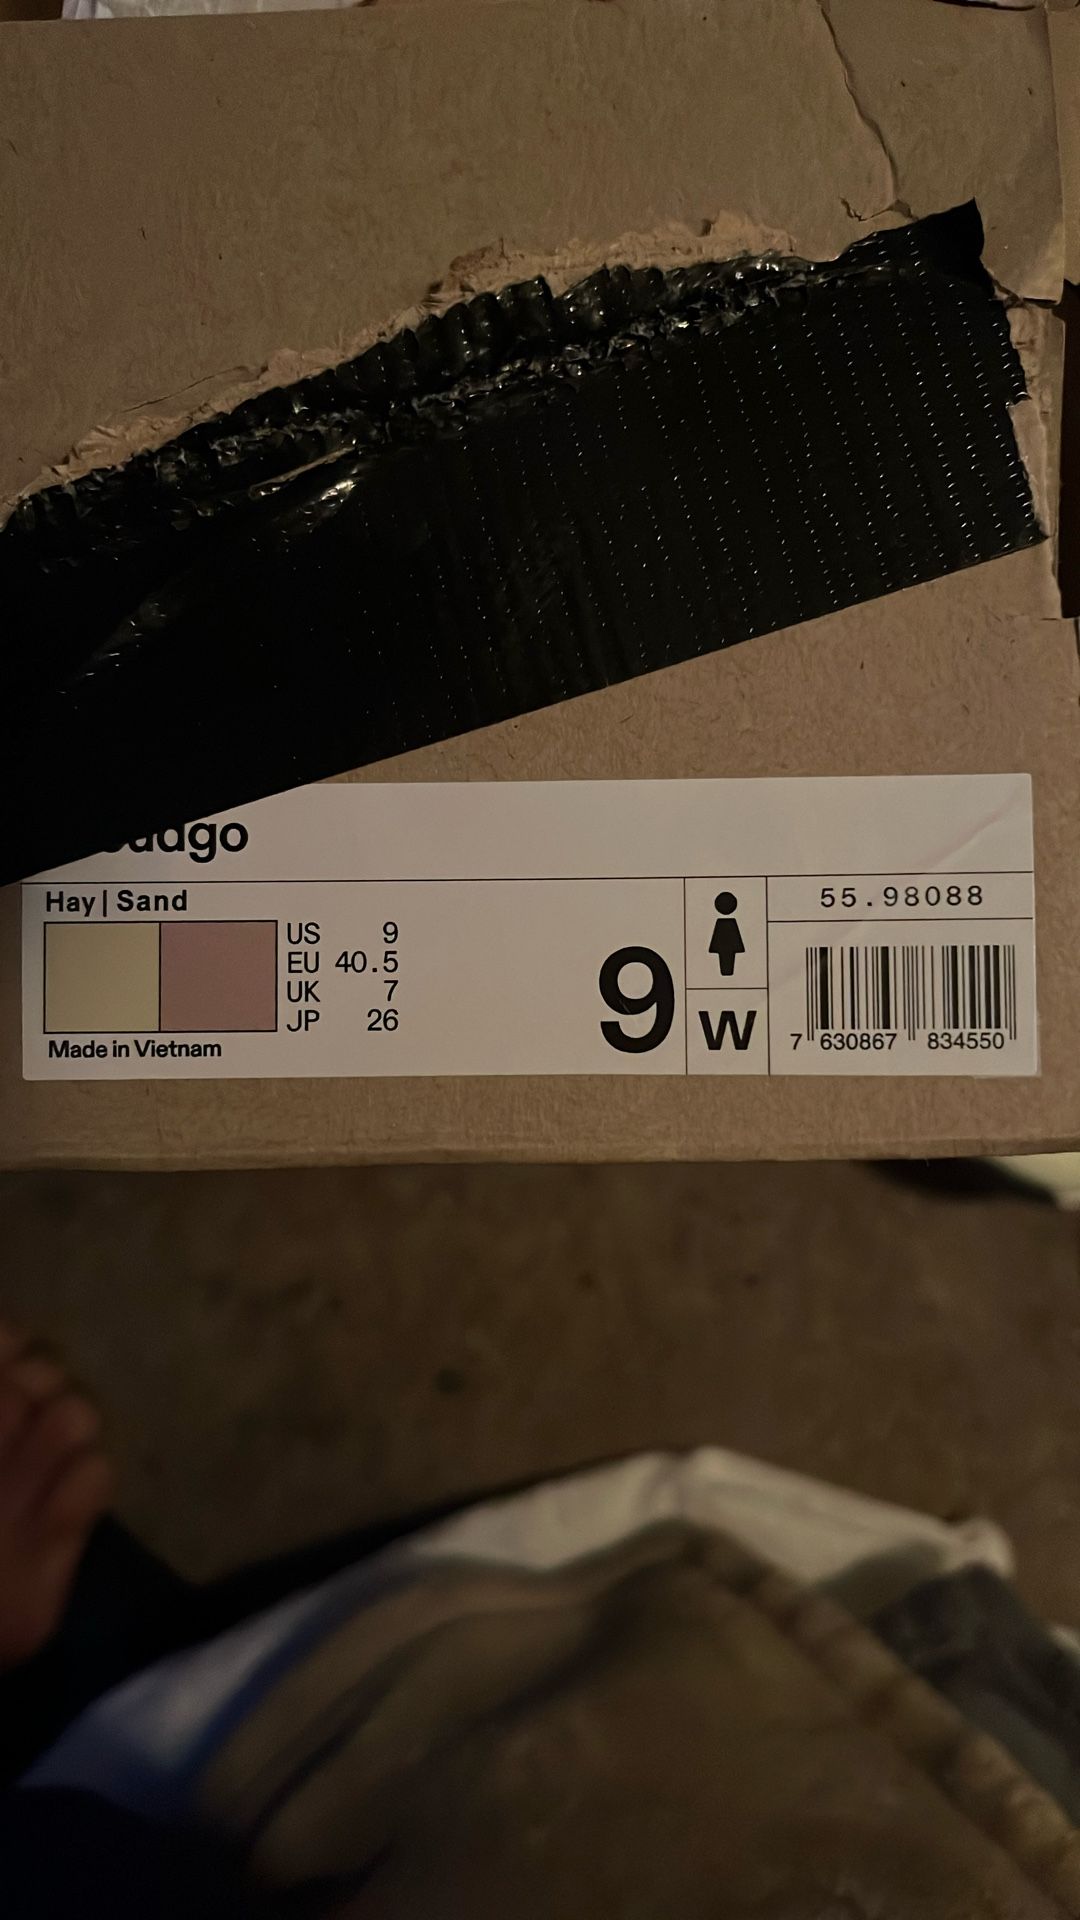 Hay | Sand
US 9
EU 40.5
UK 7
JP 26
Made in Vietnam
9
W
55.98088
7 630867 834550